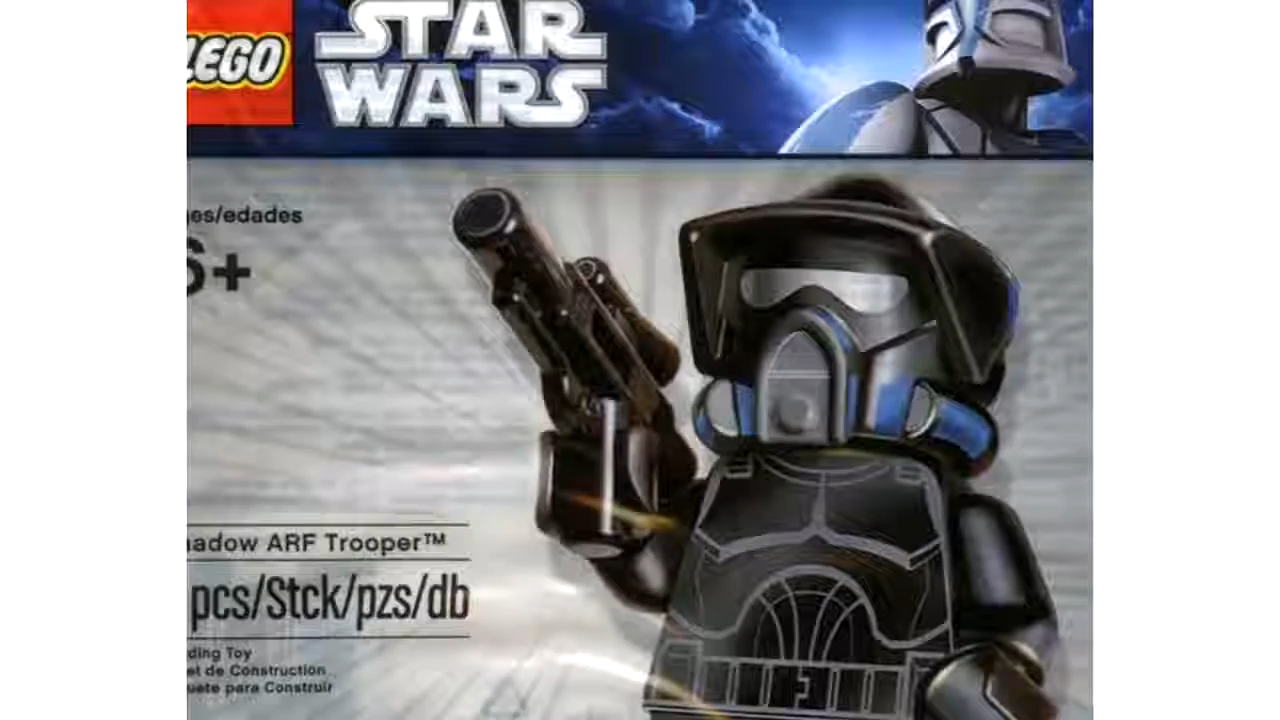 LEGO
STAR
WARS
es/edades
6+
hadow ARF Trooper™
pcs/Stck/pzs/db
ding Toy
et de Construction
uete para Construir